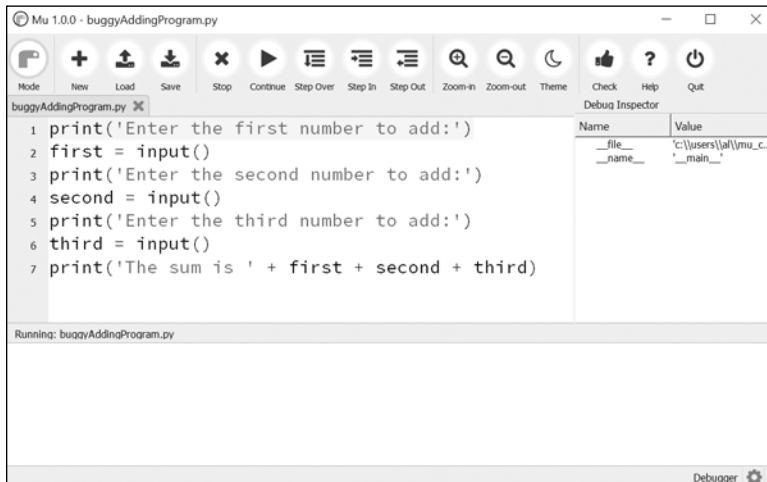 Mu 1.0.0 - buggyAddingProgram.py
Mode New Load Save Stop Continue Step Over Step In Step Out Zoom-in Zoom-out Theme Check Help Quit
buggyAddingProgram.py
Debug Inspector
Name Value
__file__ 'c:\\users\\al\\mu_c..
__name__ '__main__'
1 print('Enter the first number to add:')
2 first = input()
3 print('Enter the second number to add:')
4 second = input()
5 print('Enter the third number to add:')
6 third = input()
7 print('The sum is ' + first + second + third)
Running: buggyAddingProgram.py
Debugger